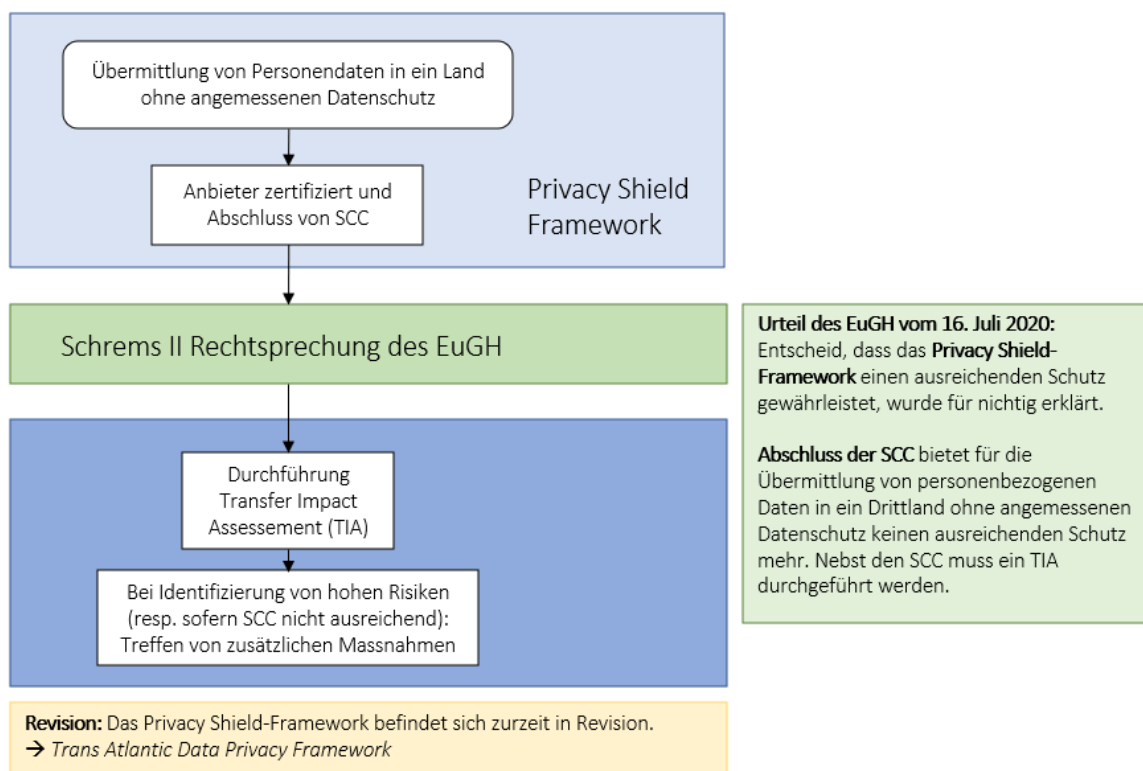 Übermittlung von Personendaten in ein Land
ohne angemessenen Datenschutz
Anbieter zertifiziert und
Abschluss von SCC
Privacy Shield
Framework
Schrems II Rechtsprechung des EuGH
Urteil des EuGH vom 16. Juli 2020:
Entscheid, dass das Privacy Shield-
Framework einen ausreichenden Schutz
gewährleistet, wurde für nichtig erklärt.
Abschluss der SCC bietet für die
Übermittlung von personenbezogenen
Daten in ein Drittland ohne angemessenen
Datenschutz keinen ausreichenden Schutz
mehr. Nebst den SCC muss ein TIA
durchgeführt werden.
Durchführung
Transfer Impact
Assessment (TIA)
Bei Identifizierung von hohen Risiken
(resp. sofern SCC nicht ausreichend):
Treffen von zusätzlichen Massnahmen
Revision: Das Privacy Shield-Framework befindet sich zurzeit in Revision.
→ Trans Atlantic Data Privacy Framework